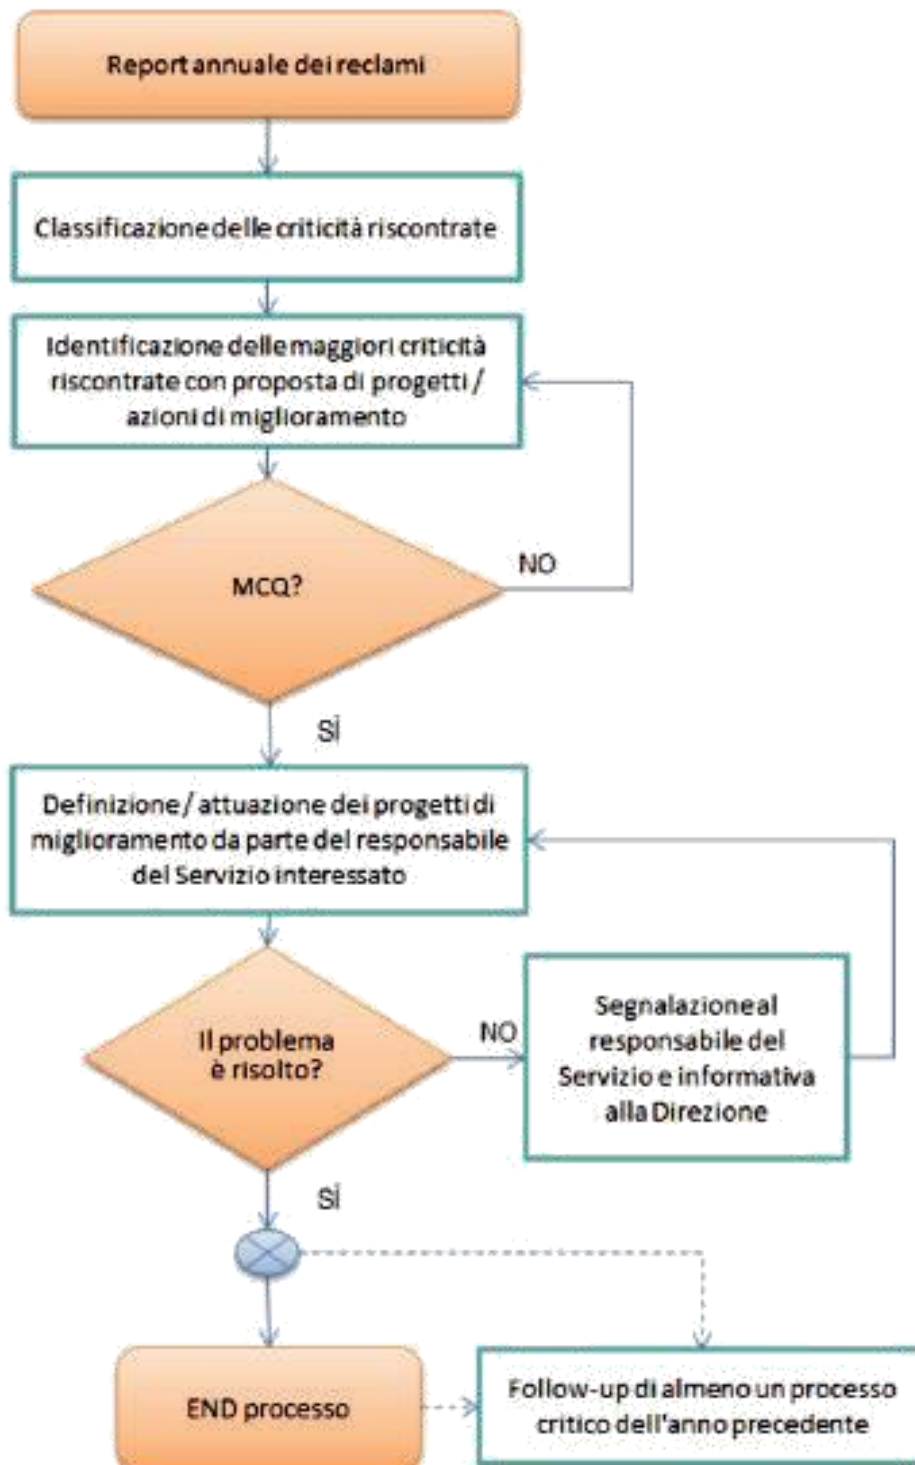 Report annuale dei reclami
Classificazione delle criticità riscontrate
Identificazione delle maggiori criticità
riscontrate con proposta di progetti /
azioni di miglioramento
MCQ?
NO
SÌ
Definizione / attuazione dei progetti di
miglioramento da parte del responsabile
del Servizio interessato
Il problema
è risolto?
NO
Segnalazione al
responsabile del
Servizio e informativa
alla Direzione
SÌ
END processo
Follow-up di almeno un processo
critico dell'anno precedente